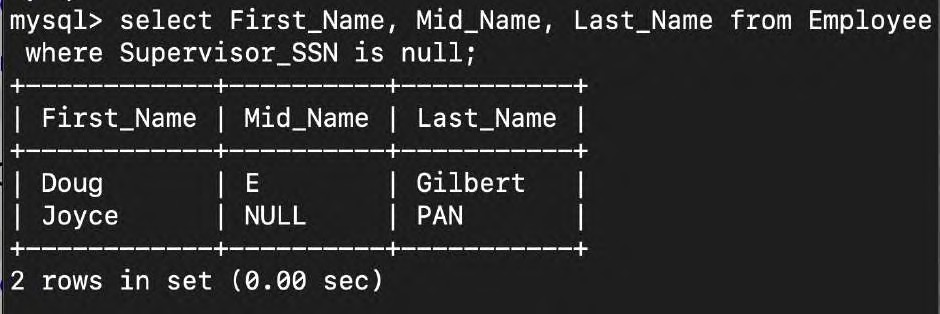 mysql> select First_Name, Mid_Name, Last_Name from Employee
 where Supervisor_SSN is null;
+------------+----------+-----------+
| First_Name | Mid_Name | Last_Name |
+------------+----------+-----------+
| Doug       | E        | Gilbert   |
| Joyce      | NULL     | PAN       |
+------------+----------+-----------+
2 rows in set (0.00 sec)